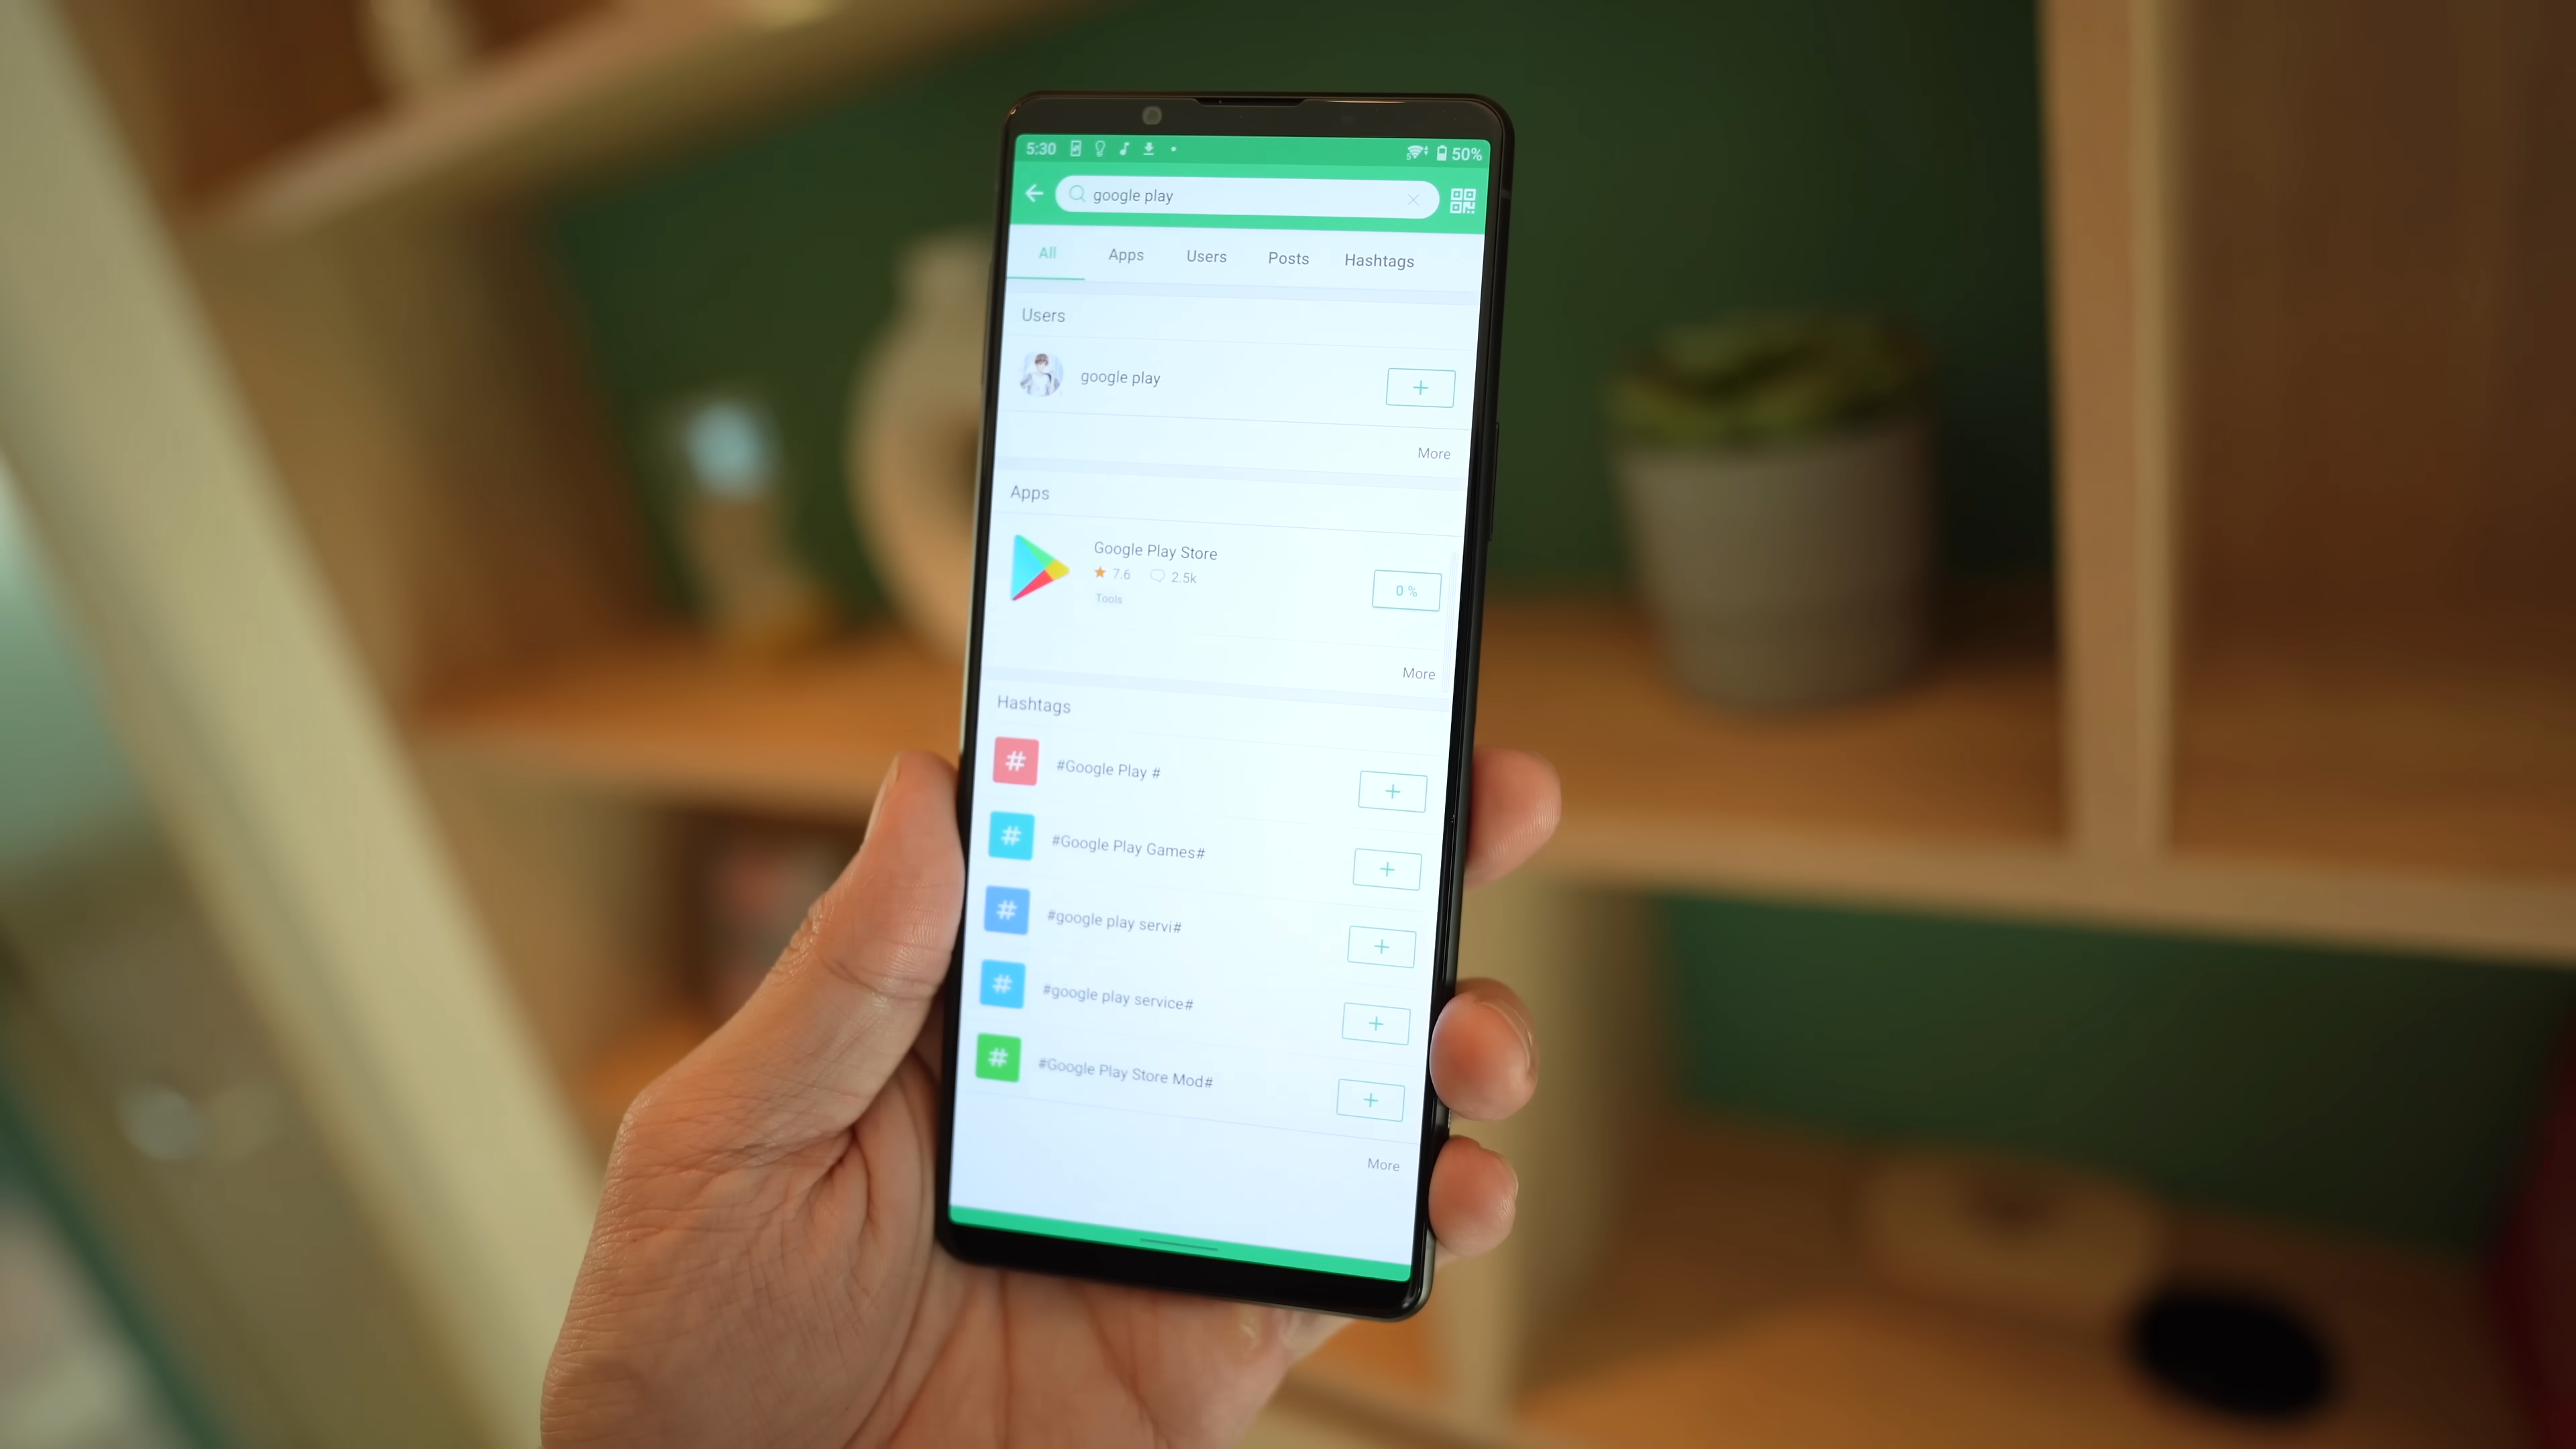 5:30 50%
google play
All Apps Users Posts Hashtags
Users
google play
More
Apps
Google Play Store
7.6 2.5k
0 %
Tools
More
Hashtags
#Google Play #
#Google Play Games#
#google play servi#
#google play service#
#Google Play Store Mod#
More